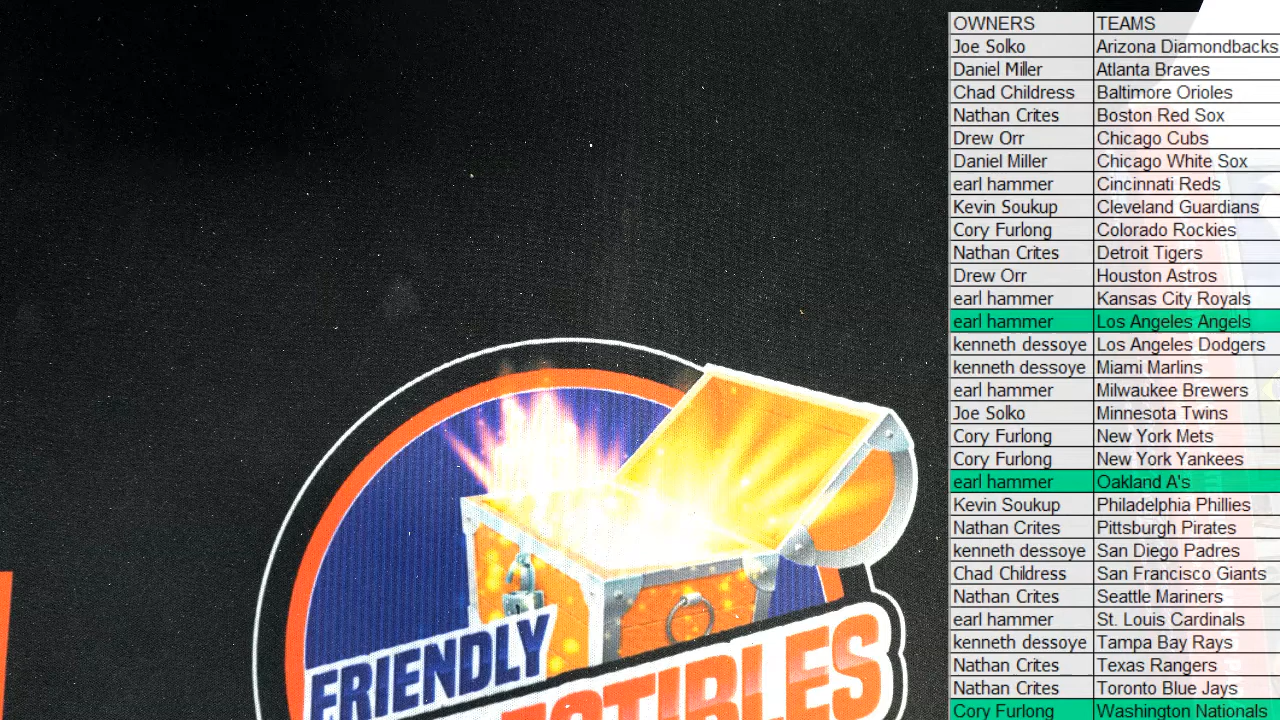 OWNERS TEAMS
Joe Solko Arizona Diamondbacks
Daniel Miller Atlanta Braves
Chad Childress Baltimore Orioles
Nathan Crites Boston Red Sox
Drew Orr Chicago Cubs
Daniel Miller Chicago White Sox
earl hammer Cincinnati Reds
Kevin Soukup Cleveland Guardians
Cory Furlong Colorado Rockies
Nathan Crites Detroit Tigers
Drew Orr Houston Astros
earl hammer Kansas City Royals
earl hammer Los Angeles Angels
kenneth dessoye Los Angeles Dodgers
kenneth dessoye Miami Marlins
earl hammer Milwaukee Brewers
Joe Solko Minnesota Twins
Cory Furlong New York Mets
Cory Furlong New York Yankees
earl hammer Oakland A's
Kevin Soukup Philadelphia Phillies
Nathan Crites Pittsburgh Pirates
kenneth dessoye San Diego Padres
Chad Childress San Francisco Giants
Nathan Crites Seattle Mariners
earl hammer St. Louis Cardinals
kenneth dessoye Tampa Bay Rays
Nathan Crites Texas Rangers
Nathan Crites Toronto Blue Jays
Cory Furlong Washington Nationals
FRIENDLY